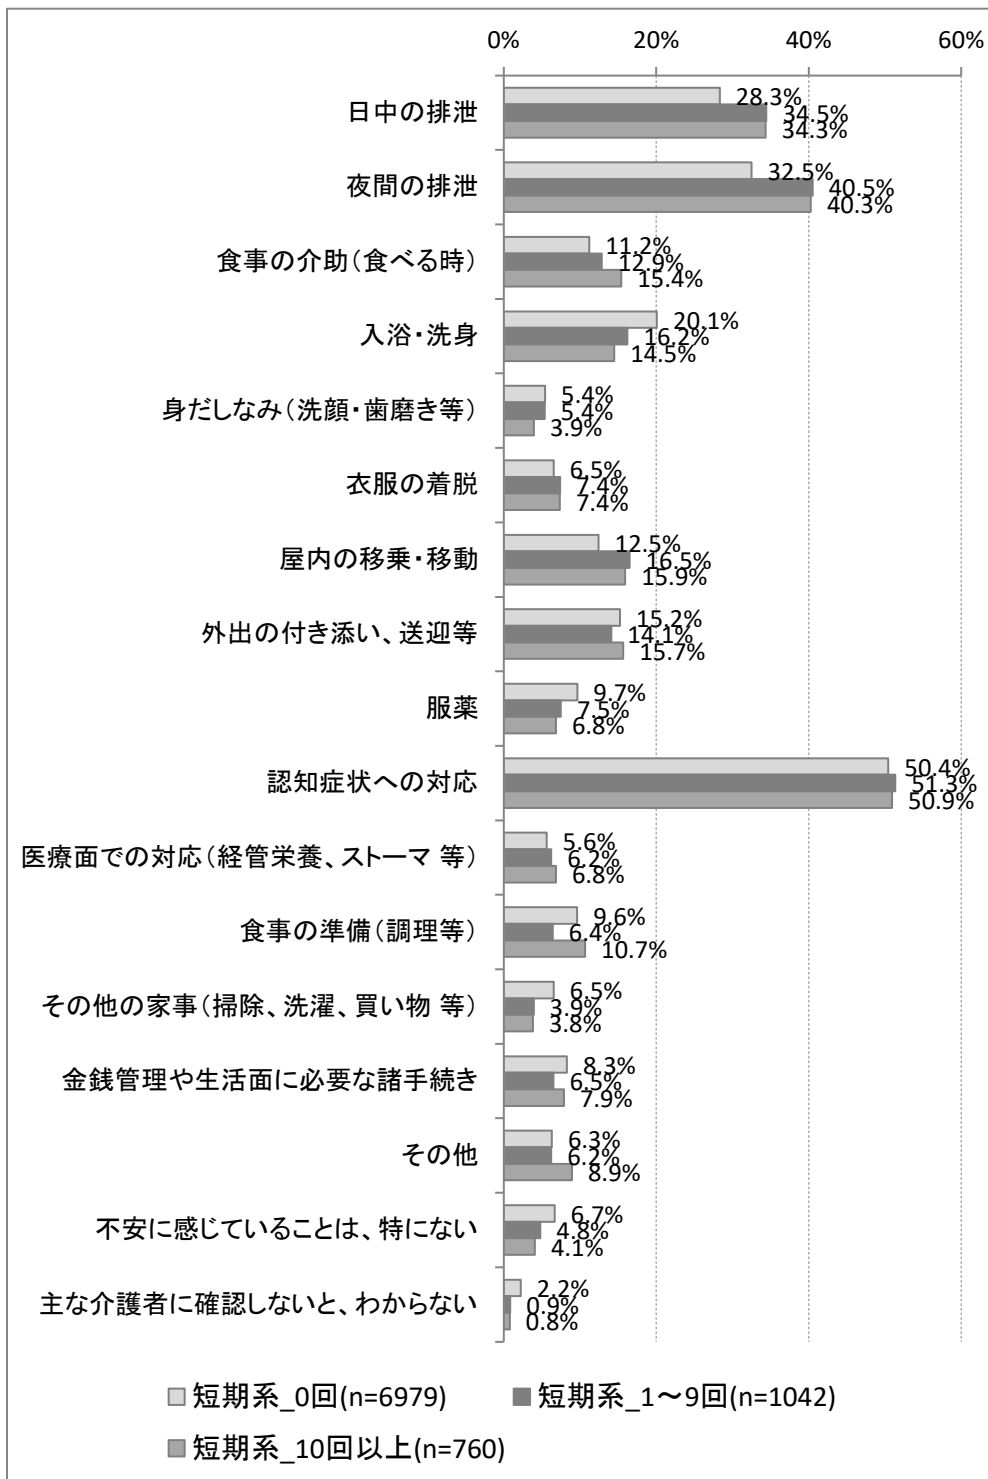 0% 20% 40% 60%
日中の排泄
28.3%
34.5%
34.3%
夜間の排泄
32.5%
40.5%
40.3%
食事の介助(食べる時)
11.2%
12.9%
15.4%
入浴・洗身
20.1%
16.2%
14.5%
身だしなみ(洗顔・歯磨き等)
5.4%
5.4%
3.9%
衣服の着脱
6.5%
7.4%
7.4%
屋内の移乗・移動
12.5%
16.5%
15.9%
外出の付き添い、送迎等
15.2%
14.1%
15.7%
服薬
9.7%
7.5%
6.8%
認知症状への対応
50.4%
51.3%
50.9%
医療面での対応(経管栄養、ストーマ 等)
5.6%
6.2%
6.8%
食事の準備(調理等)
9.6%
6.4%
10.7%
その他の家事(掃除、洗濯、買い物 等)
6.5%
3.9%
3.8%
金銭管理や生活面に必要な諸手続き
8.3%
6.5%
7.9%
その他
6.3%
6.2%
8.9%
不安に感じていることは、特にない
6.7%
4.8%
4.1%
主な介護者に確認しないと、わからない
2.2%
0.9%
0.8%
短期系_0回(n=6979) 短期系_1～9回(n=1042)
短期系_10回以上(n=760)